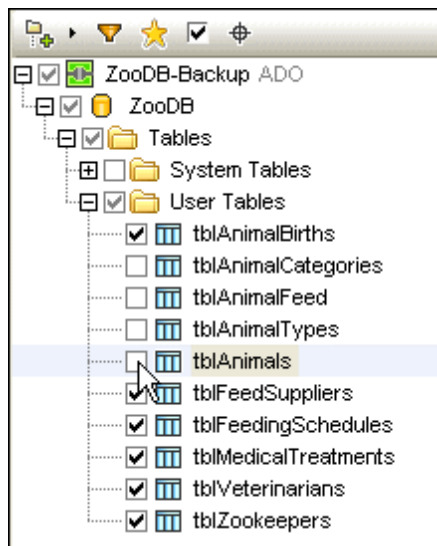 ZooDB-Backup ADO
ZooDB
Tables
System Tables
User Tables
tblAnimalBirths
tblAnimalCategories
tblAnimalFeed
tblAnimalTypes
tblAnimals
tblFeedSuppliers
tblFeedingSchedules
tblMedicalTreatments
tblVeterinarians
tblZookeepers